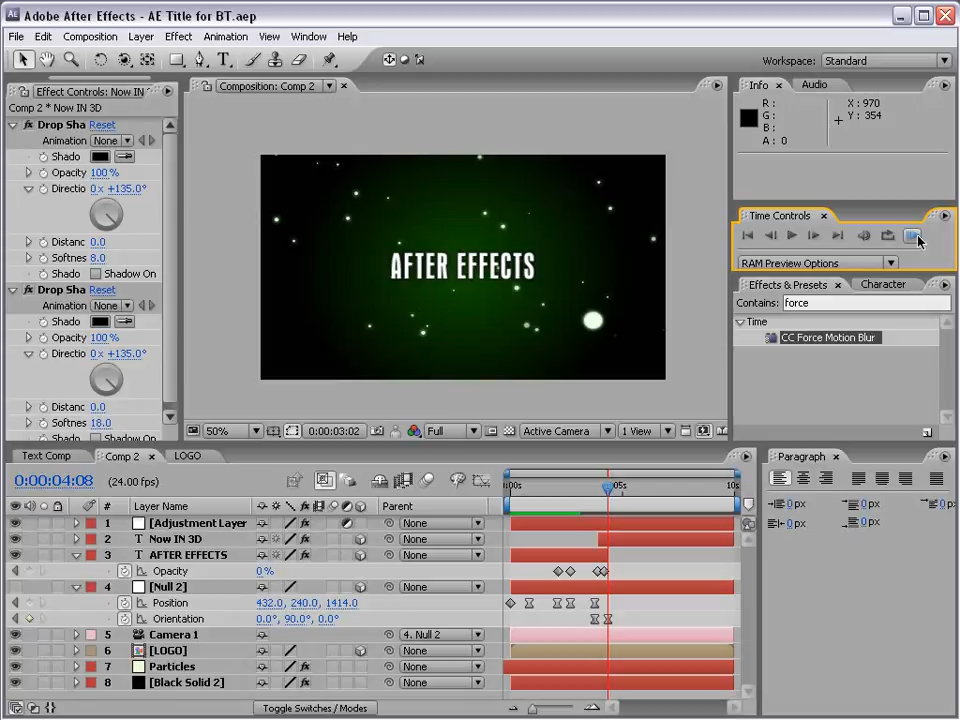 Adobe After Effects - AE Title for BT.aep
File Edit Composition Layer Effect Animation View Window Help
Workspace: Standard
Effect Controls: Now IN
Comp 2 * Now IN 3D
Drop Sha Reset
Animation None
Shado
Opacity 100 %
Directio 0 x +135.0°
Distanc 0.0
Softnes 8.0
Shado Shadow On
Drop Sha Reset
Animation None
Shado
Opacity 100 %
Directio 0 x +135.0°
Distanc 0.0
Softnes 18.0
Composition: Comp 2
AFTER EFFECTS
50% 0:00:03:02 Full Active Camera 1 View
Info Audio
R :
G :
B :
A : 0
X : 970
Y : 354
Time Controls
RAM Preview Options
Effects & Presets Character
Contains: force
Time
CC Force Motion Blur
Text Comp Comp 2 LOGO
0:00:04:08 (24.00 fps)
# Layer Name Parent
:00s 05s 10s
1 [Adjustment Layer None
2 Now IN 3D None
3 AFTER EFFECTS None
Opacity 0 %
4 [Null 2] None
Position 432.0, 240.0, 1414.0
Orientation 0.0°, 90.0°, 0.0°
5 Camera 1 4. Null 2
6 [LOGO] None
7 Particles None
8 [Black Solid 2] None
Toggle Switches / Modes
Paragraph
0 px 0 px 0 p
0 px 0 px